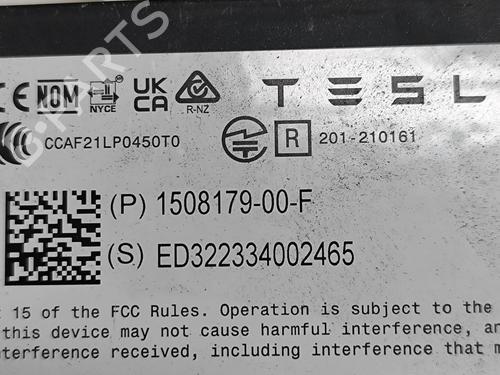 CE NOM NYCE UK CA R-NZ TESL
CCAF21LP0450T0 R 201-210161
(P) 1508179-00-F
(S) ED322334002465
15 of the FCC Rules. Operation is subject to the
this device may not cause harmful interference, an
nterference received, including interference that m